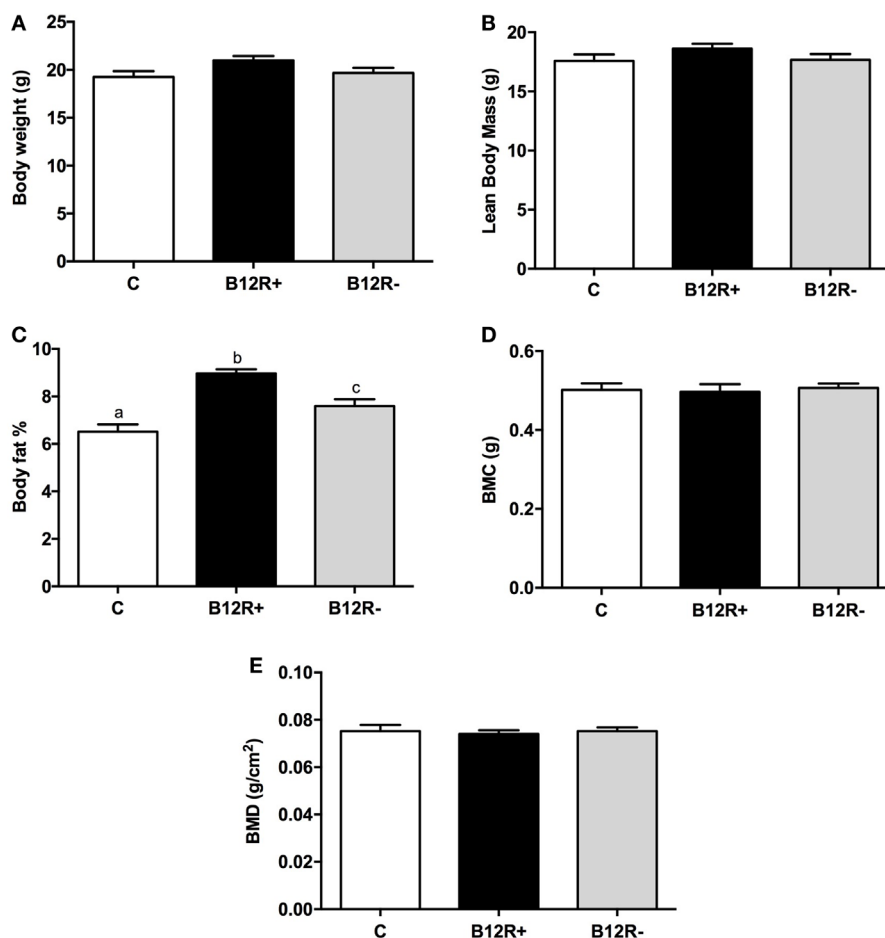 A
Body weight (g)
25
20
15
10
5
0
C
B12R+
B12R-
B
Lean Body Mass (g)
20
15
10
5
0
C
B12R+
B12R-
C
Body fat %
10
8
6
4
2
0
a
b
c
C
B12R+
B12R-
D
BMC (g)
0.6
0.4
0.2
0.0
C
B12R+
B12R-
E
BMD (g/cm²)
0.10
0.08
0.06
0.04
0.02
0.00
C
B12R+
B12R-